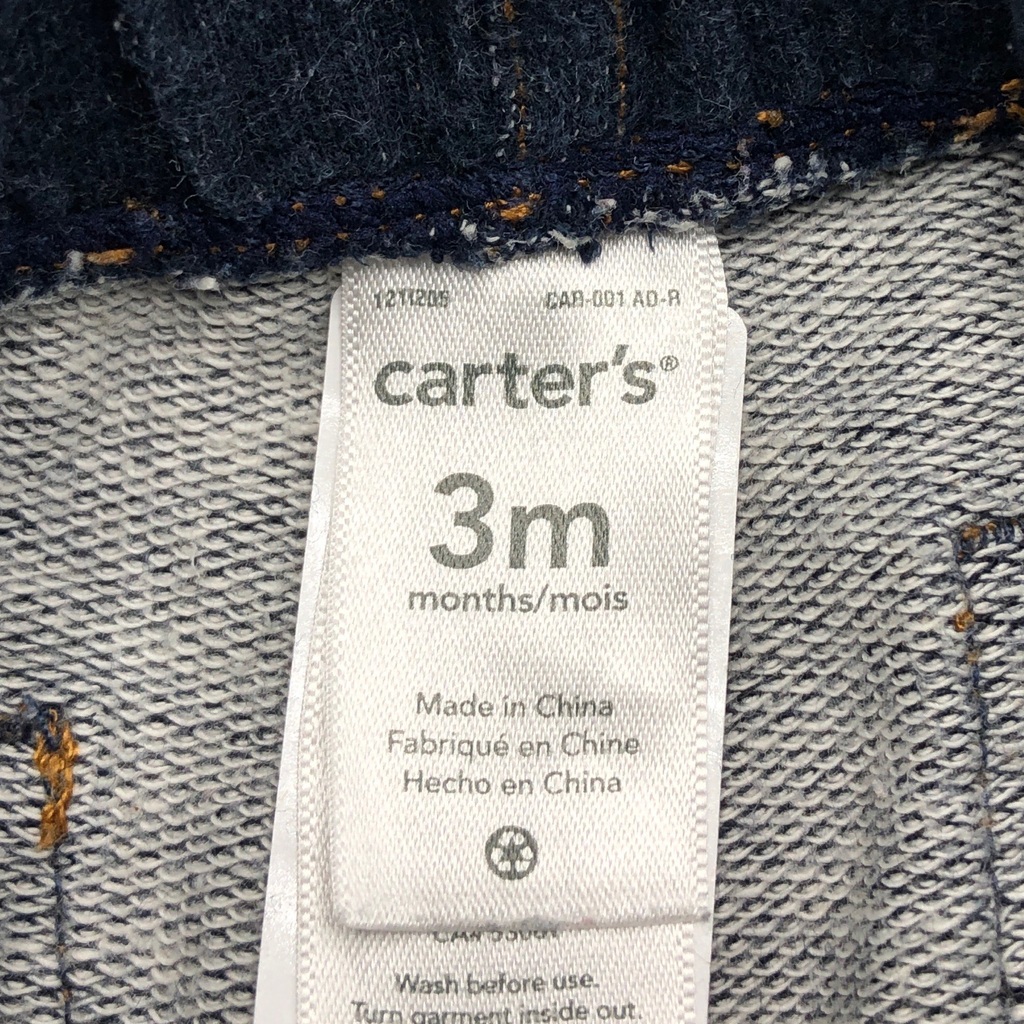 1211205 CAR-001 AD-R
carter's®
3m
months/mois
Made in China
Fabriqué en Chine
Hecho en China
Wash before use.
Turn garment inside out.